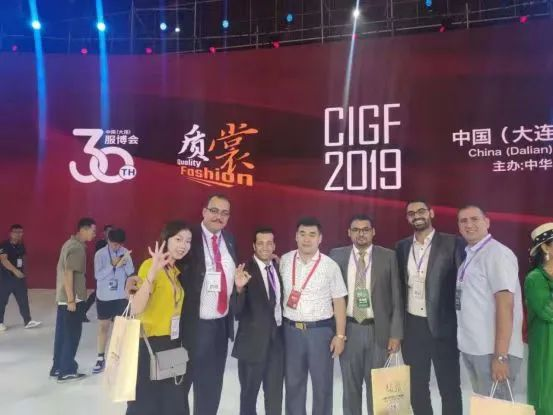 中国(大连)
服博会
30TH
质裳
Quality
Fashion
CIGF
2019
中国（大连
China (Dalian)
主办:中华